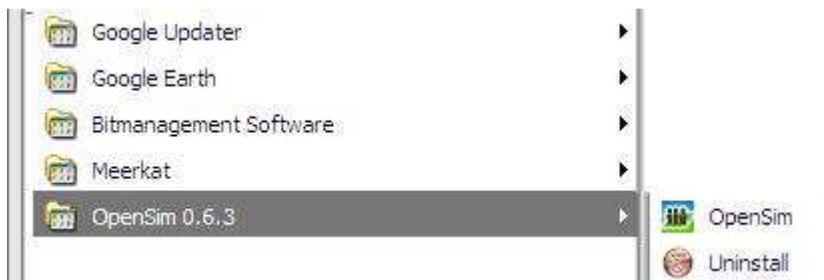 Google Updater
Google Earth
Bitmanagement Software
Meerkat
OpenSim 0.6.3
OpenSim
Uninstall